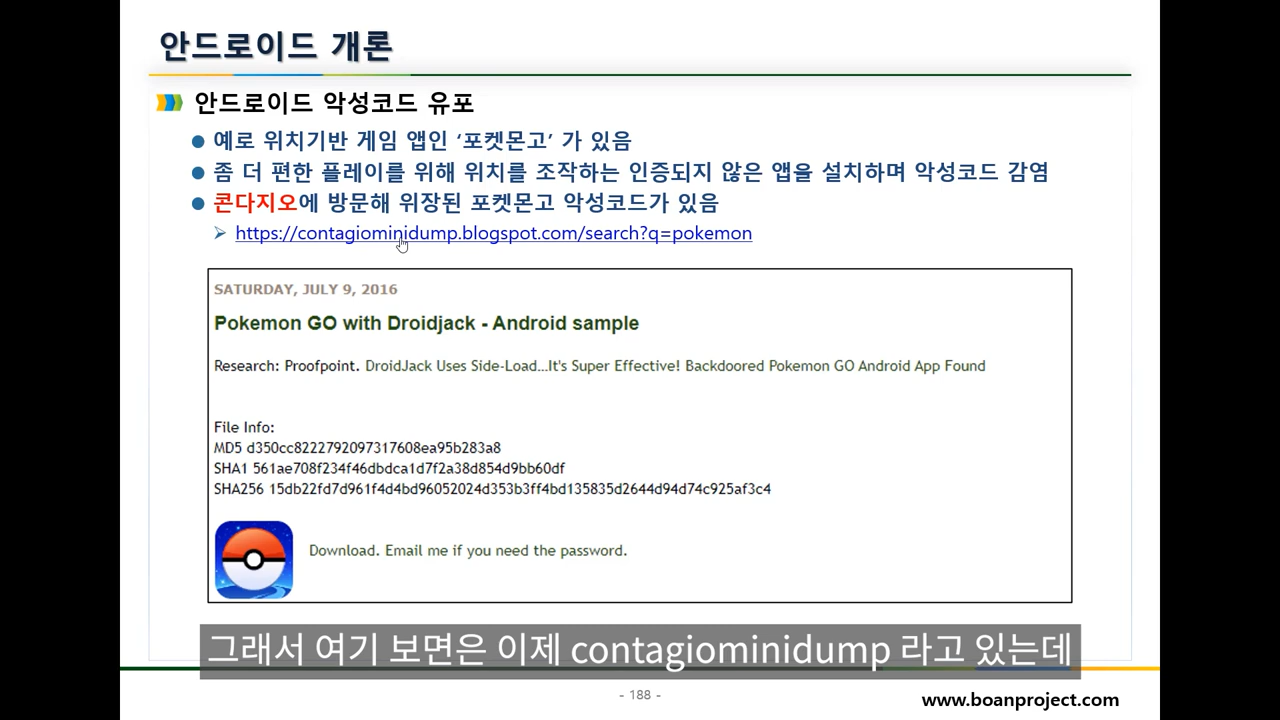 안드로이드 개론
안드로이드 악성코드 유포
예로 위치기반 게임 앱인 ‘포켓몬고’ 가 있음
좀 더 편한 플레이를 위해 위치를 조작하는 인증되지 않은 앱을 설치하며 악성코드 감염
콘다지오에 방문해 위장된 포켓몬고 악성코드가 있음
https://contagiominidump.blogspot.com/search?q=pokemon
SATURDAY, JULY 9, 2016
Pokemon GO with Droidjack - Android sample
Research: Proofpoint. DroidJack Uses Side-Load…It's Super Effective! Backdoored Pokemon GO Android App Found
File Info:
MD5 d350cc8222792097317608ea95b283a8
SHA1 561ae708f234f46dbdca1d7f2a38d854d9bb60df
SHA256 15db22fd7d961f4d4bd96052024d353b3ff4bd135835d2644d94d74c925af3c4
Download. Email me if you need the password.
그래서 여기 보면은 이제 contagiominidump 라고 있는데
- 188 -
www.boanproject.com